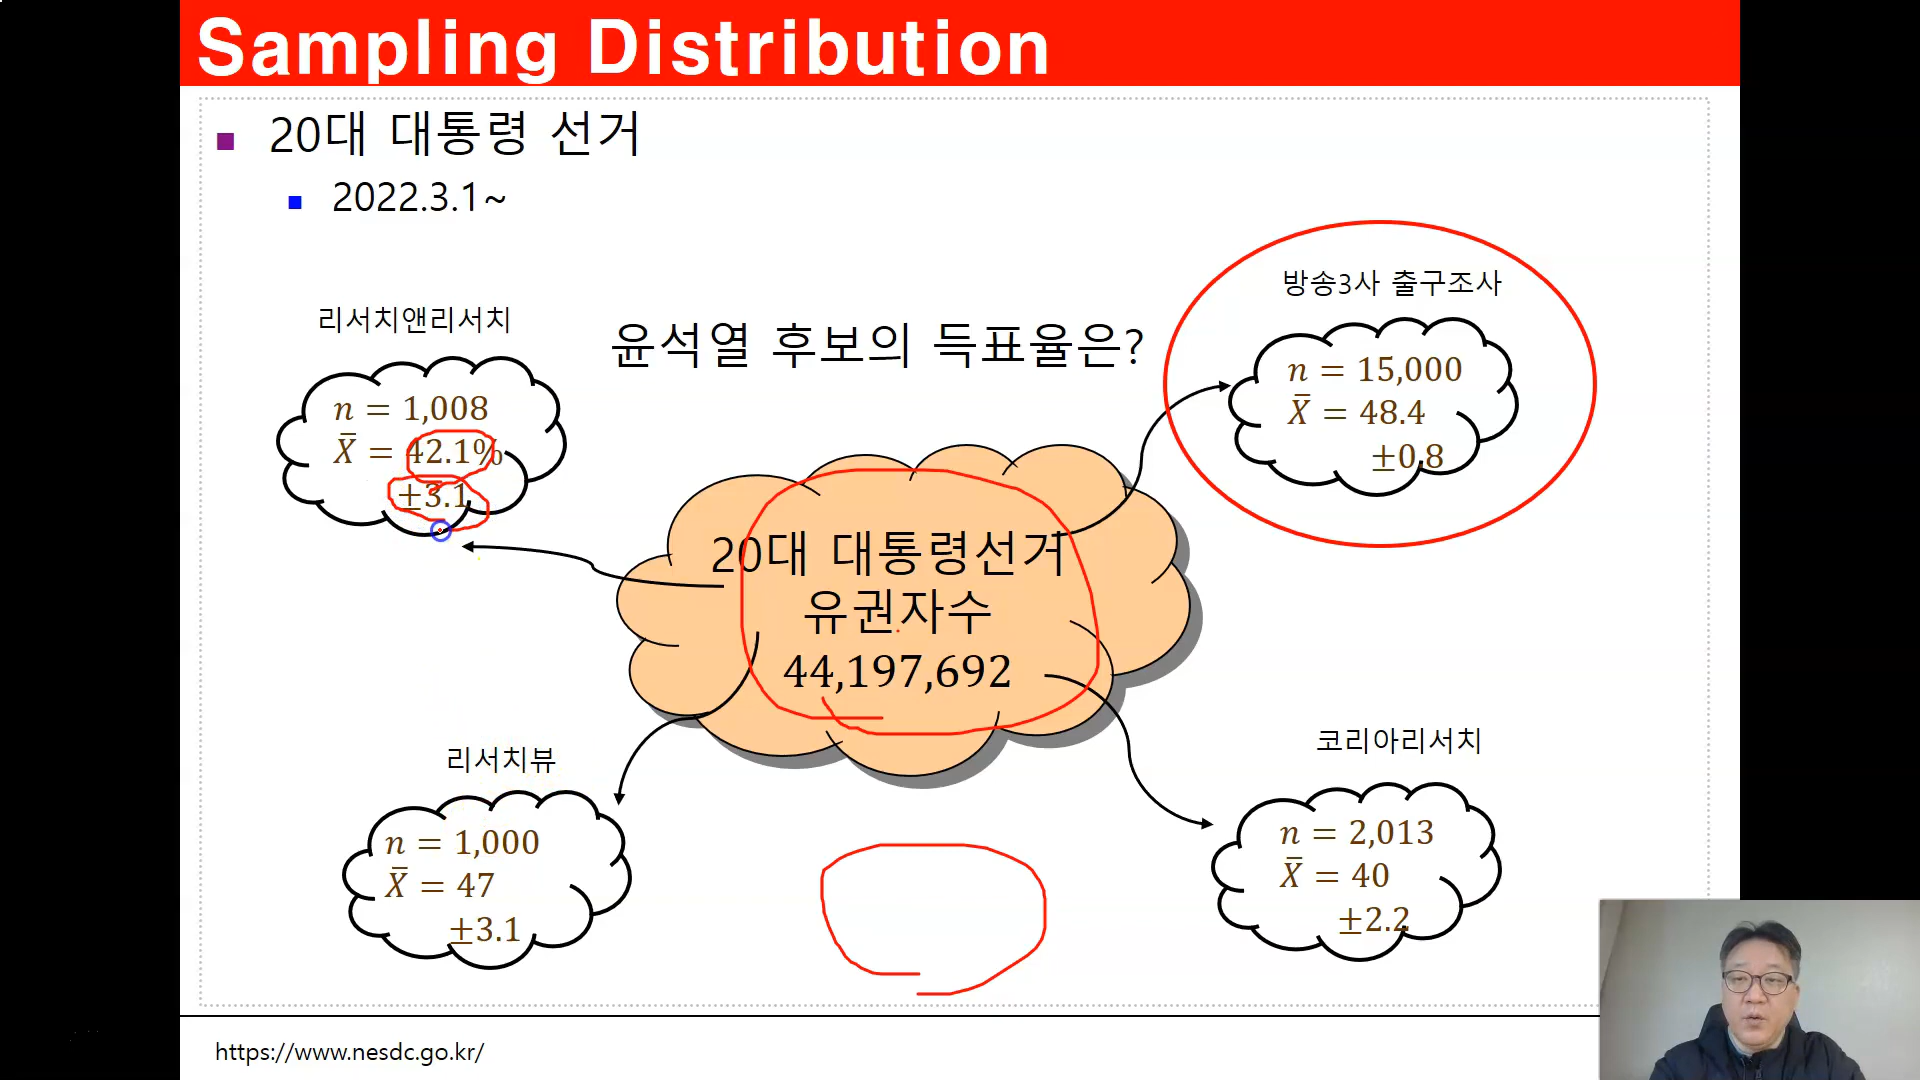 Sampling Distribution
20대 대통령 선거
2022.3.1~
리서치앤리서치
n = 1,008
X̄ = 42.1%
±3.1
윤석열 후보의 득표율은?
방송3사 출구조사
n = 15,000
X̄ = 48.4
±0.8
20대 대통령선거
유권자수
44,197,692
리서치뷰
n = 1,000
X̄ = 47
±3.1
코리아리서치
n = 2,013
X̄ = 40
±2.2
https://www.nesdc.go.kr/